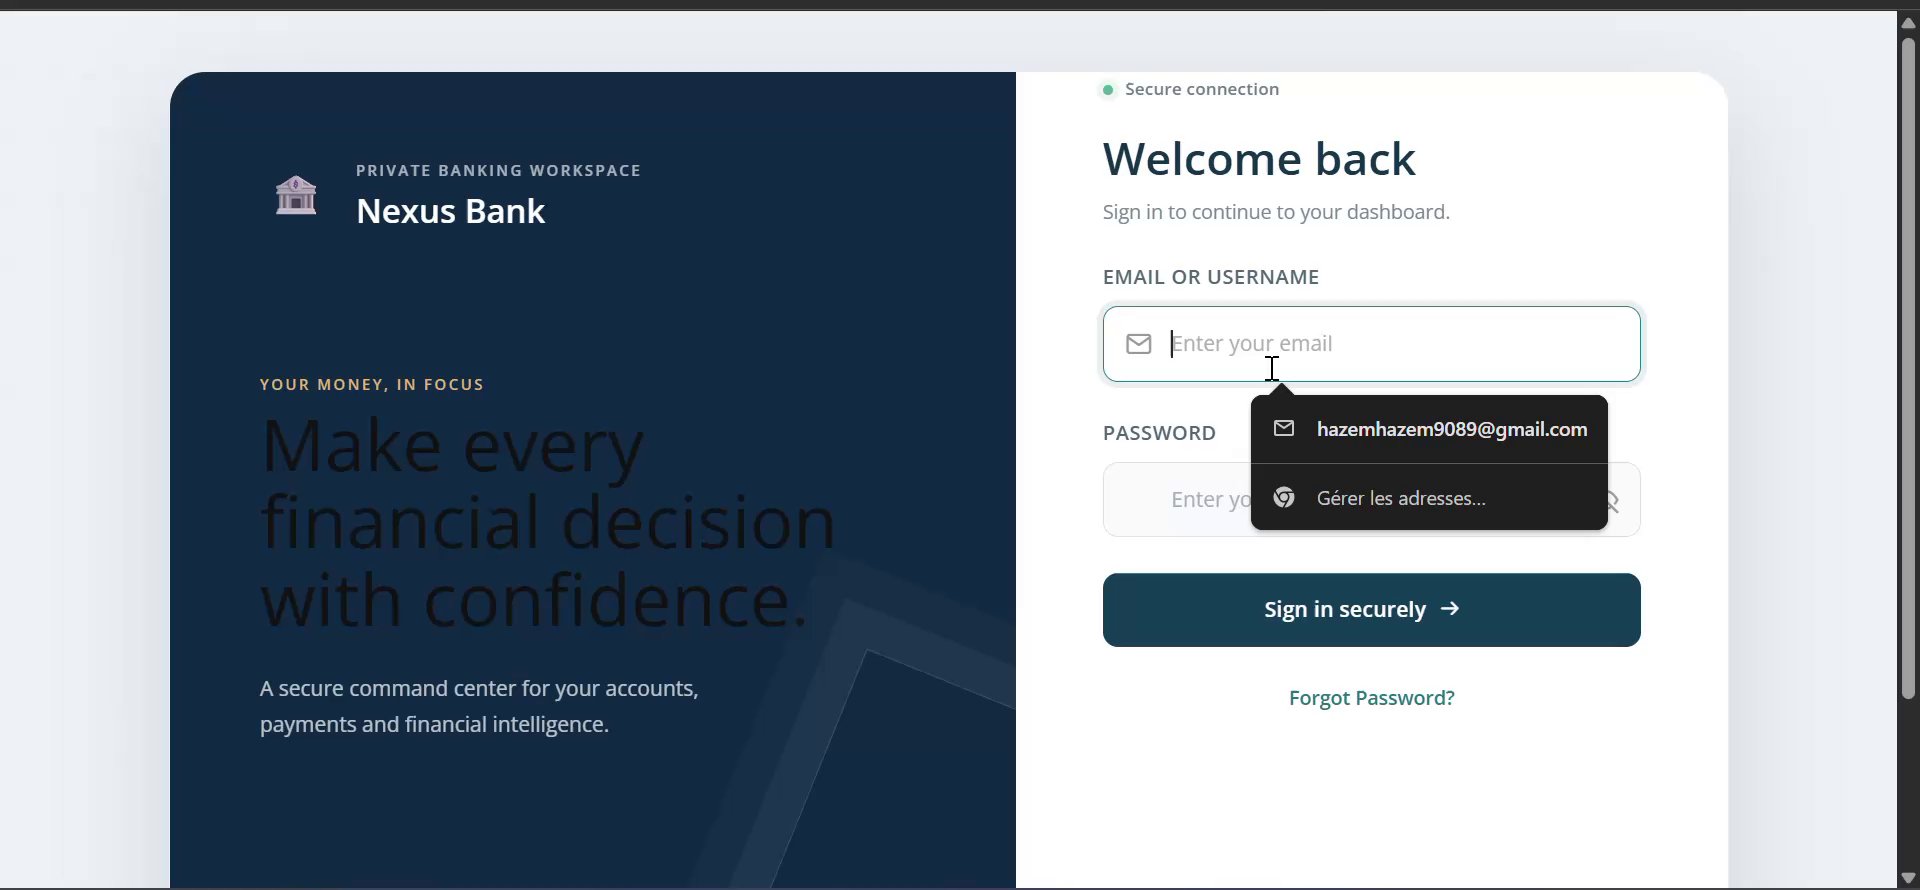 PRIVATE BANKING WORKSPACE
Nexus Bank
YOUR MONEY, IN FOCUS
Make every
financial decision
with confidence.
A secure command center for your accounts,
payments and financial intelligence.
Secure connection
Welcome back
Sign in to continue to your dashboard.
EMAIL OR USERNAME
Enter your email
hazemhazem9089@gmail.com
Gérer les adresses...
PASSWORD
Enter
Sign in securely →
Forgot Password?